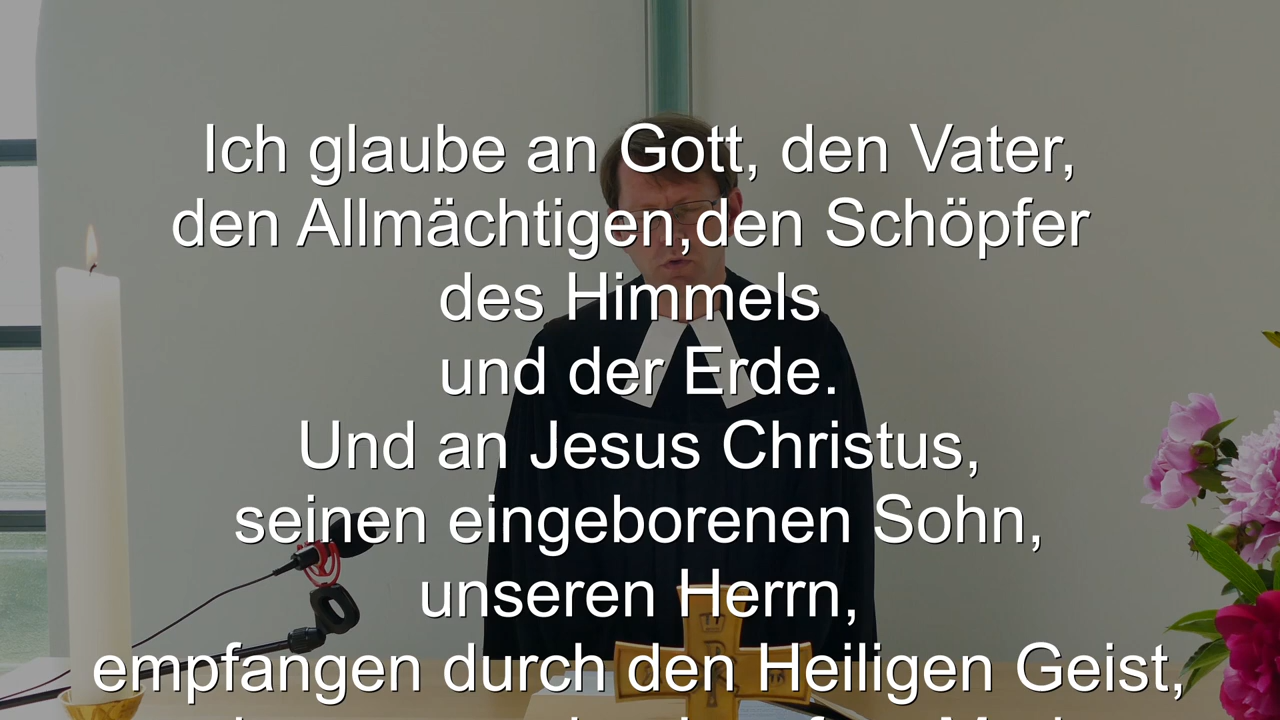 Ich glaube an Gott, den Vater,
den Allmächtigen,den Schöpfer
des Himmels
und der Erde.
Und an Jesus Christus,
seinen eingeborenen Sohn,
unseren Herrn,
empfangen durch den Heiligen Geist,